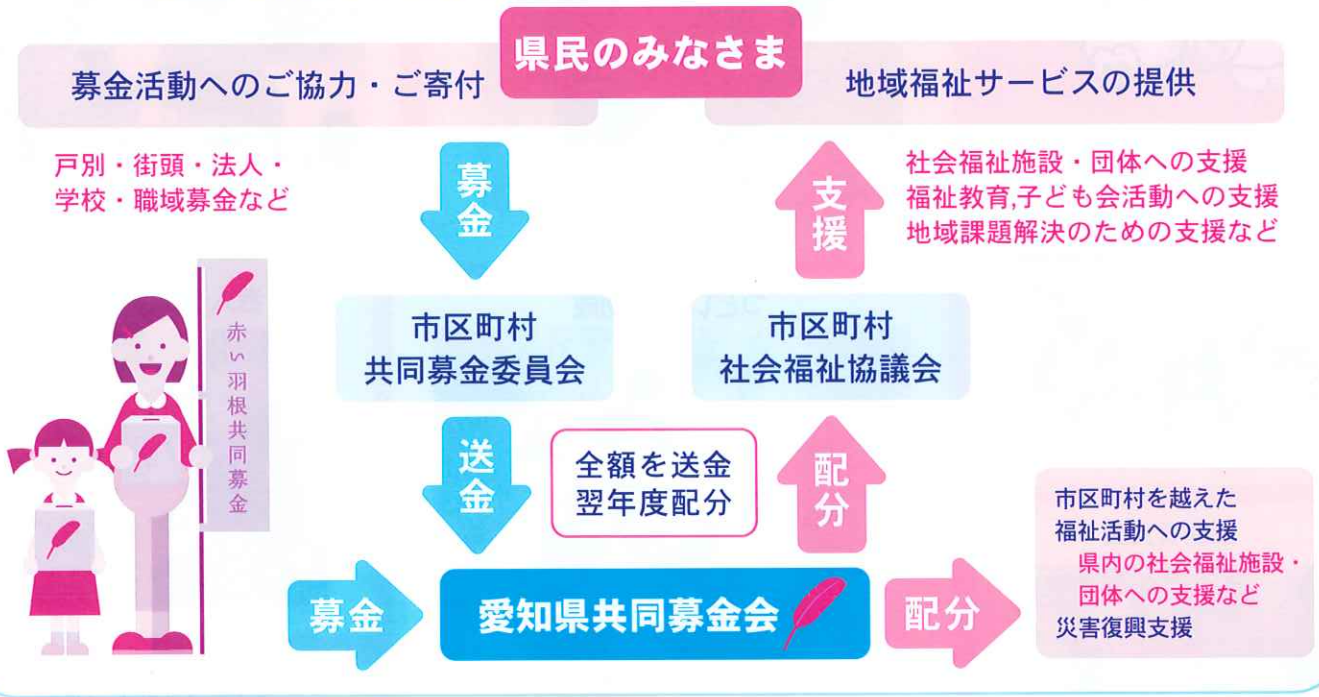 県民のみなさま
募金活動へのご協力・ご寄付
地域福祉サービスの提供
戸別・街頭・法人・
学校・職域募金など
募金
支援
社会福祉施設・団体への支援
福祉教育,子ども会活動への支援
地域課題解決のための支援など
赤い羽根共同募金
市区町村
共同募金委員会
市区町村
社会福祉協議会
送金
全額を送金
翌年度配分
配分
市区町村を越えた
福祉活動への支援
県内の社会福祉施設・
団体への支援など
災害復興支援
募金
愛知県共同募金会
配分